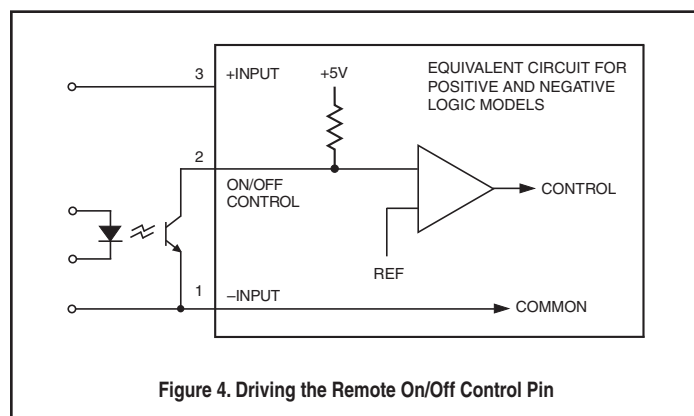 3 +INPUT
+5V
EQUIVALENT CIRCUIT FOR
POSITIVE AND NEGATIVE
LOGIC MODELS
2
ON/OFF
CONTROL
CONTROL
REF
1 –INPUT
COMMON
Figure 4. Driving the Remote On/Off Control Pin